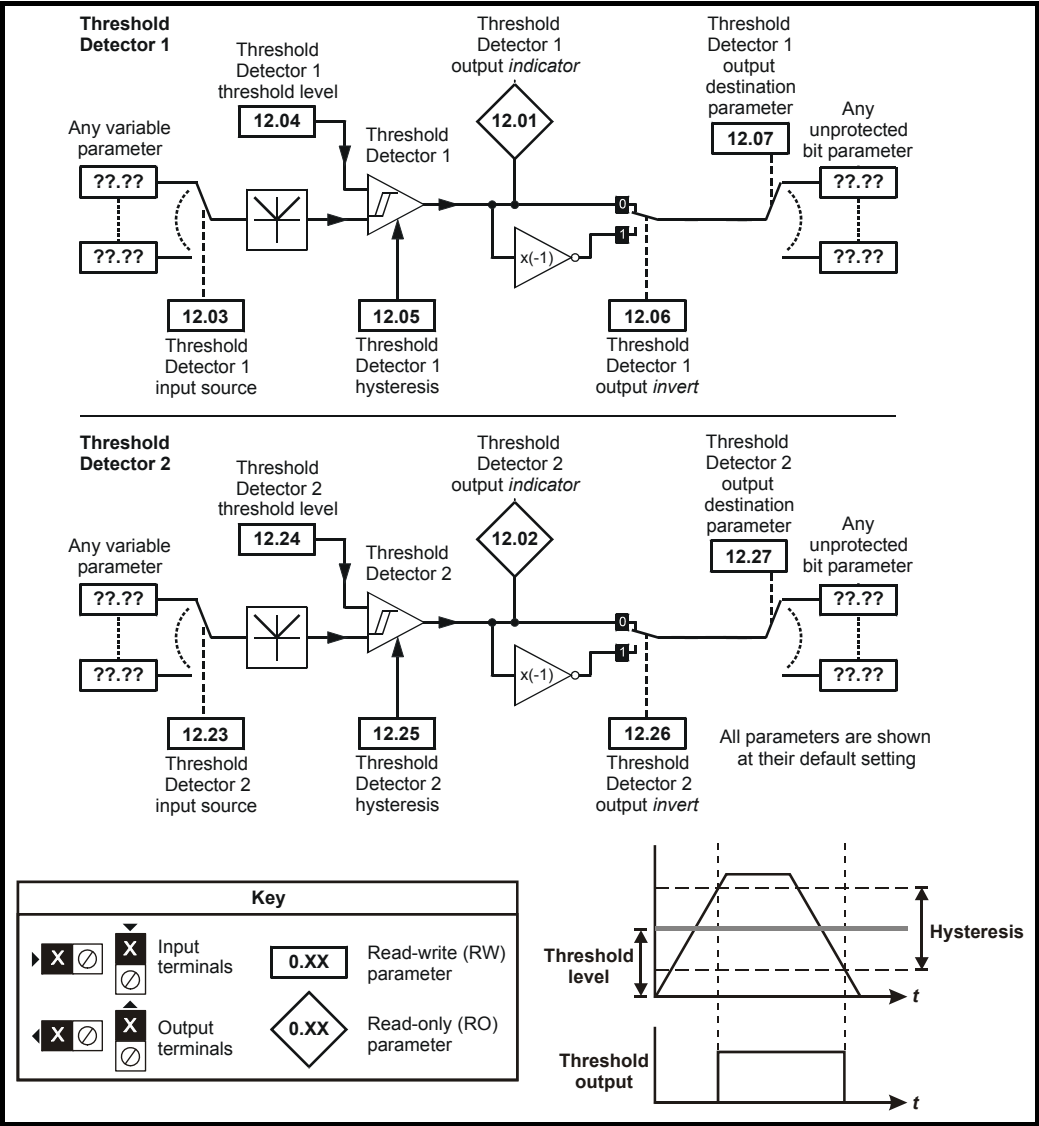 Threshold
Detector 1
Threshold
Detector 1
threshold level
12.04
Threshold
Detector 1
output indicator
12.01
Threshold
Detector 1
output
destination
parameter
12.07
Any variable
parameter
??.??
??.??
Threshold
Detector 1
Any
unprotected
bit parameter
??.??
??.??
0
1
x(-1)
12.03
Threshold
Detector 1
input source
12.05
Threshold
Detector 1
hysteresis
12.06
Threshold
Detector 1
output invert
Threshold
Detector 2
Threshold
Detector 2
threshold level
12.24
Threshold
Detector 2
output indicator
12.02
Threshold
Detector 2
output
destination
parameter
12.27
Any variable
parameter
??.??
??.??
Threshold
Detector 2
Any
unprotected
bit parameter
??.??
??.??
0
1
x(-1)
12.23
Threshold
Detector 2
input source
12.25
Threshold
Detector 2
hysteresis
12.26
Threshold
Detector 2
output invert
All parameters are shown
at their default setting
Key
X
X
Input
terminals
0.XX
Read-write (RW)
parameter
X
X
Output
terminals
0.XX
Read-only (RO)
parameter
Threshold
level
Hysteresis
t
Threshold
output
t